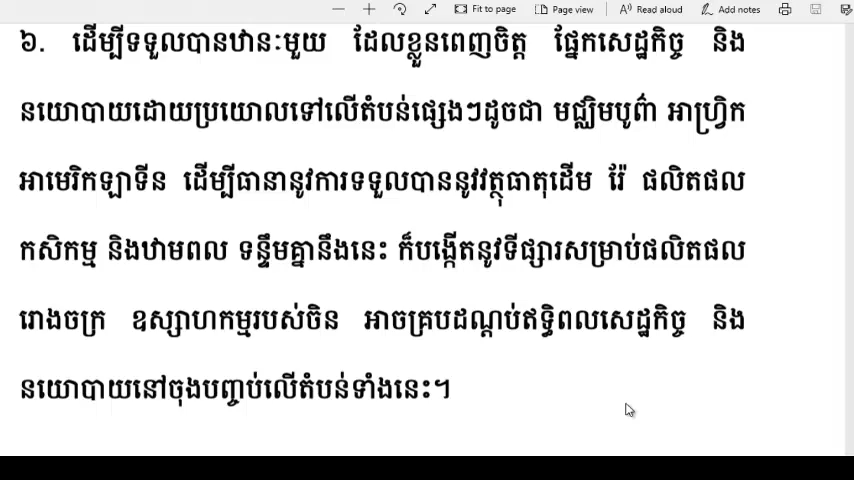 Fit to page Page view Read aloud Add notes
៦. ដើម្បីទទួលបានឋានៈមួយ ដែលខ្លួនពេញចិត្ត ផ្នែកសេដ្ឋកិច្ច និង
នយោបាយដោយប្រយោលទៅលើតំបន់ផ្សេងៗដូចជា មជ្ឈិមបូព៌ា អាហ្វ្រិក
អាមេរិកឡាទីន ដើម្បីធានានូវការទទួលបាននូវវត្ថុធាតុដើម រ៉ែ ផលិតផល
កសិកម្ម និងឋាមពល ទន្ទឹមគ្នានឹងនេះ ក៏បង្កើតនូវទីផ្សារសម្រាប់ផលិតផល
រោងចក្រ ឧស្សាហកម្មរបស់ចិន អាចគ្របដណ្តប់ឥទ្ធិពលសេដ្ឋកិច្ច និង
នយោបាយនៅចុងបញ្ចប់លើតំបន់ទាំងនេះ។